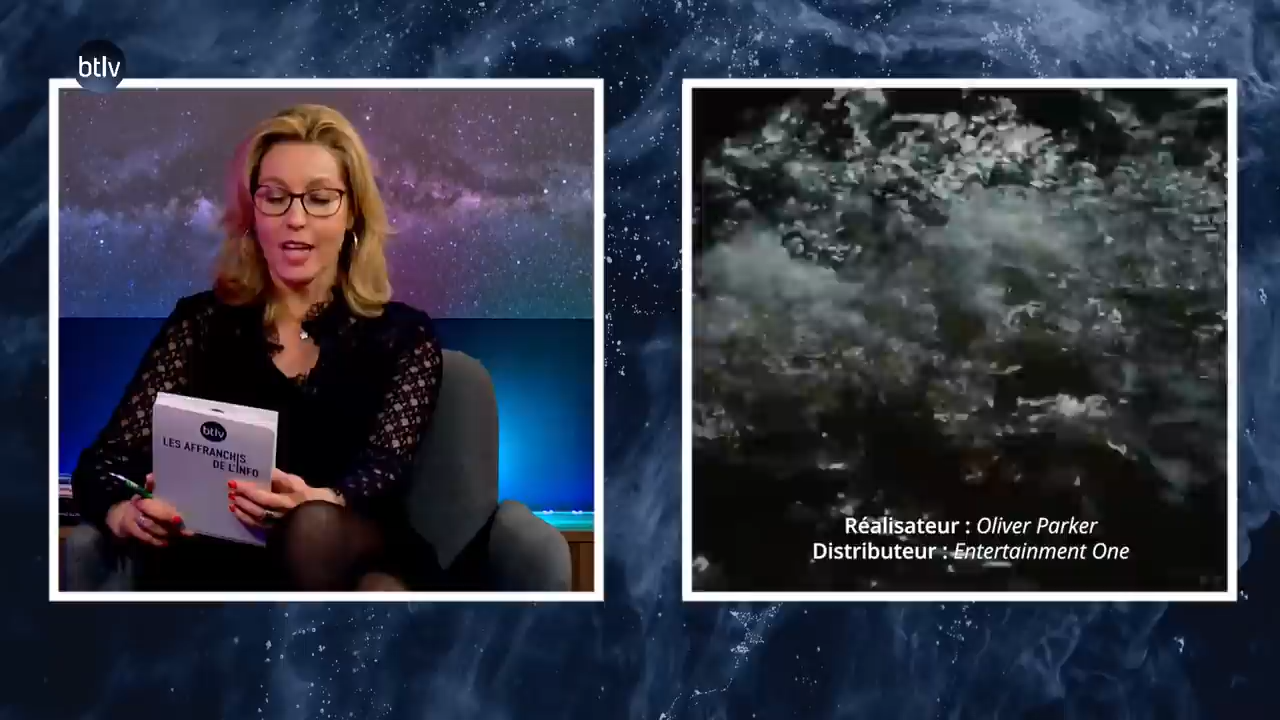 btlv
btlv
LES AFFRANCHIS
DE L'INFO
Réalisateur : Oliver Parker
Distributeur : Entertainment One